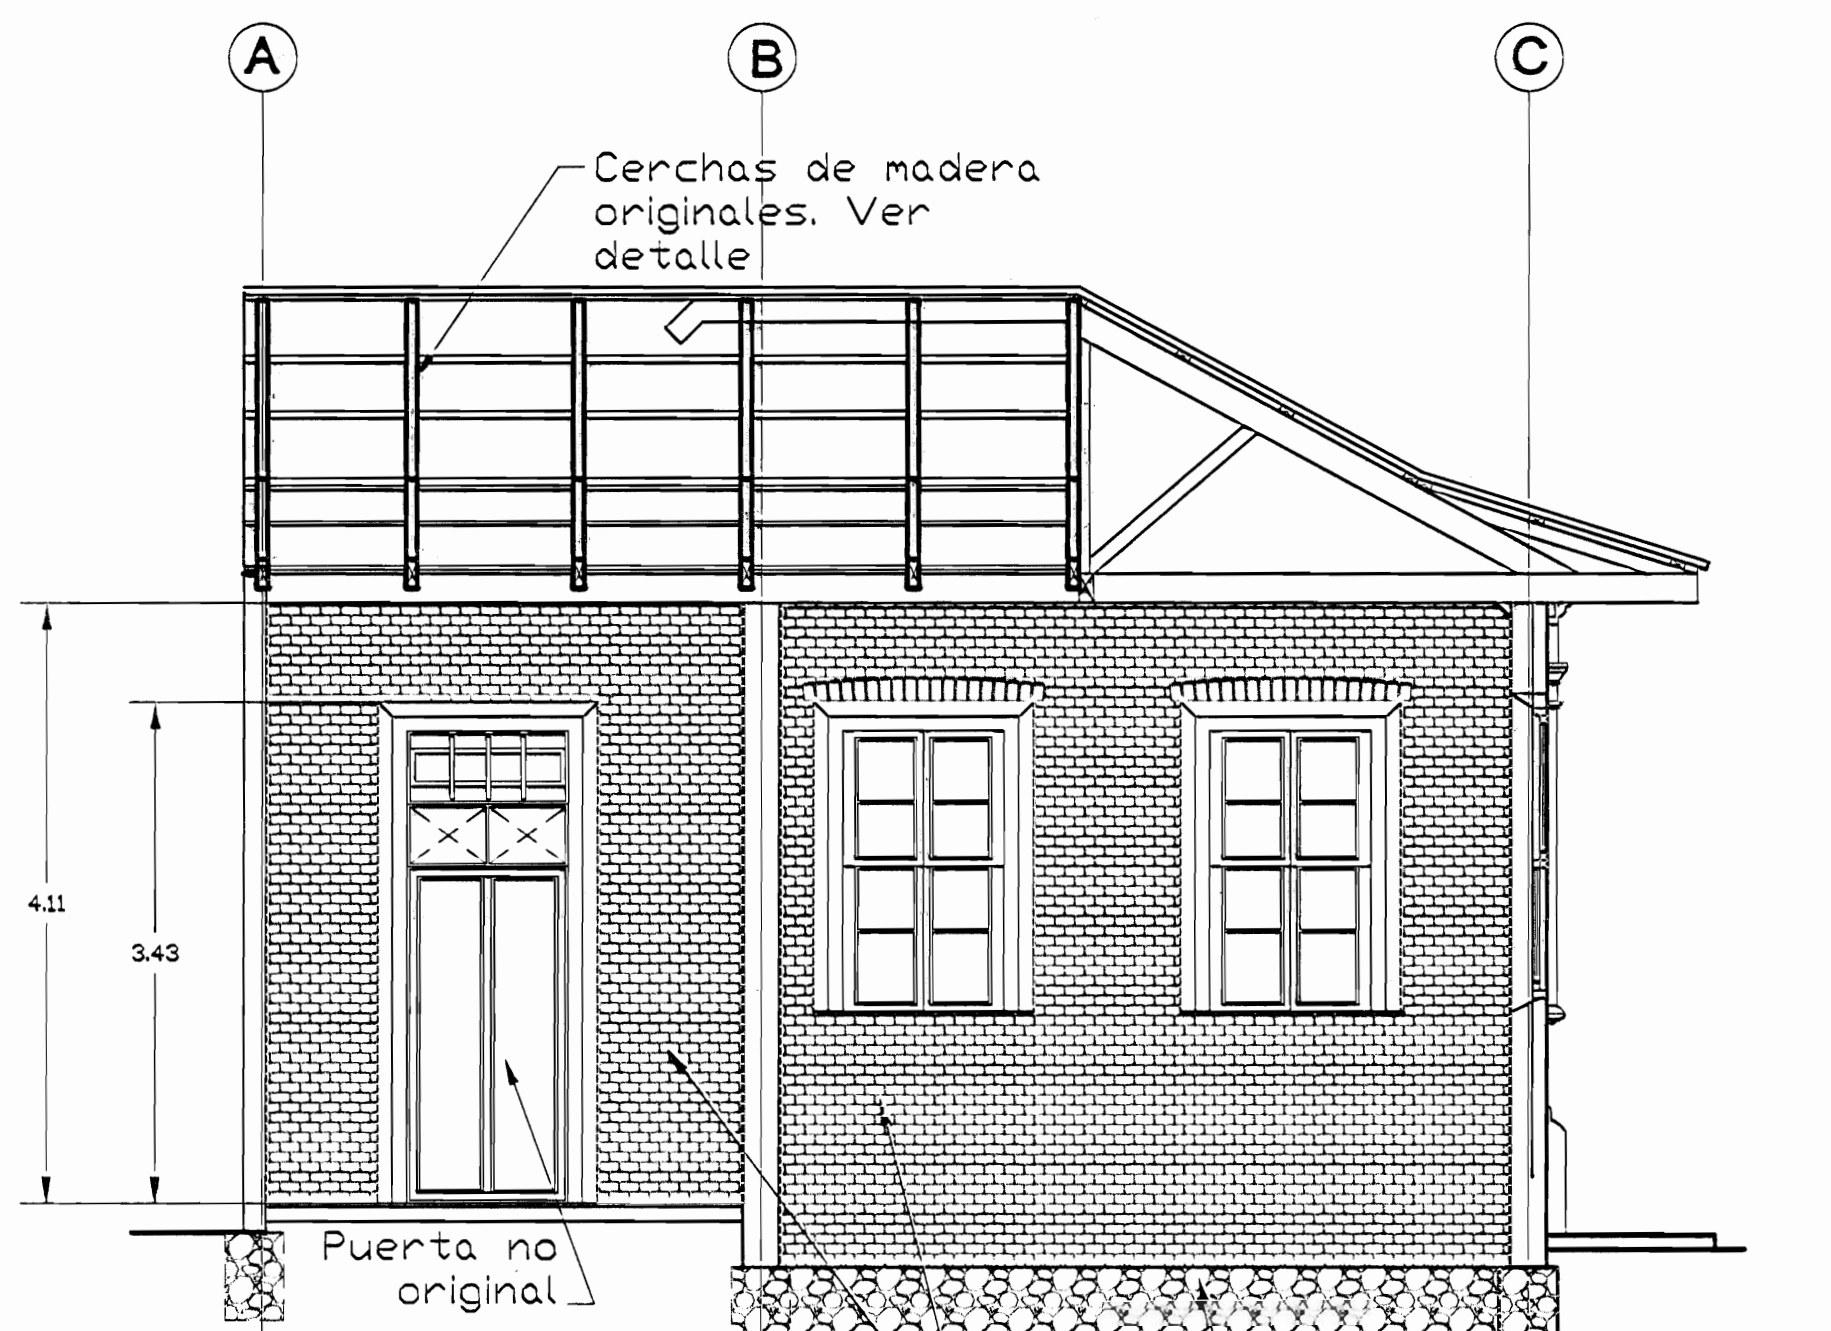 A
B
C
Cerchas de madera
originales. Ver
detalle
4.11
3.43
Puerta no
original